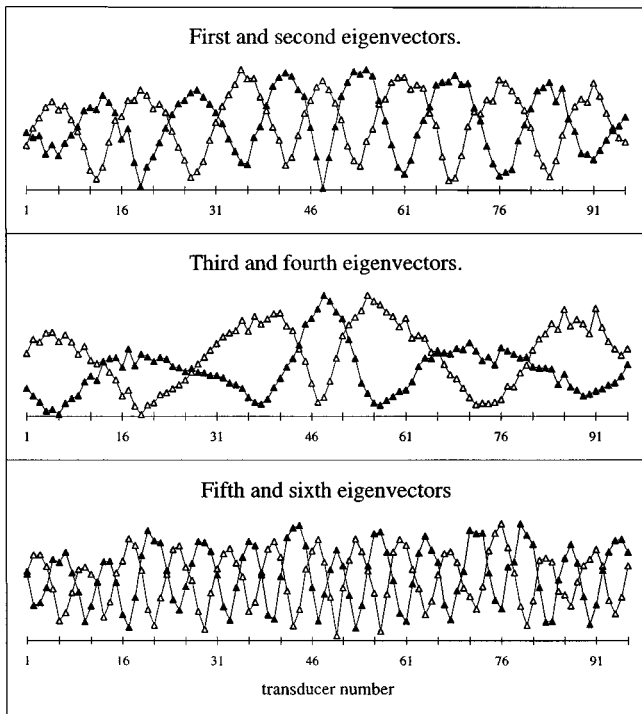 First and second eigenvectors.
1 16 31 46 61 76 91
Third and fourth eigenvectors.
1 16 31 46 61 76 91
Fifth and sixth eigenvectors
1 16 31 46 61 76 91
transducer number